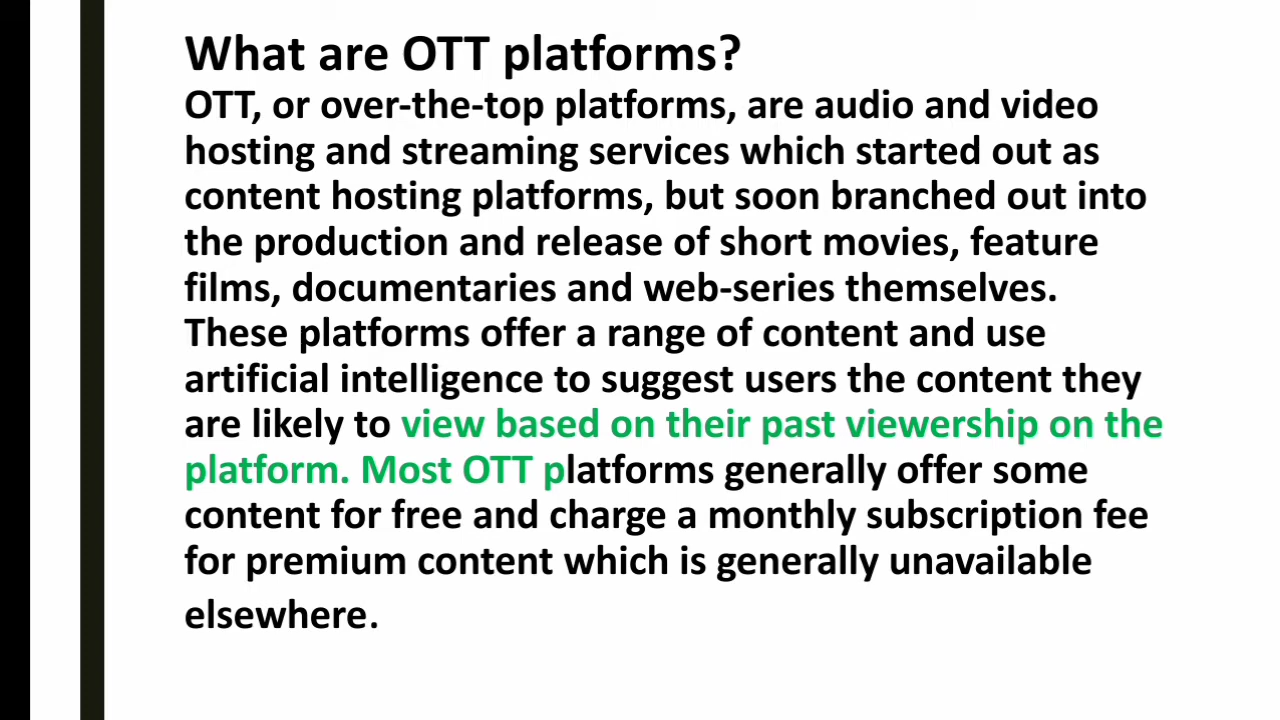 What are OTT platforms?
OTT, or over-the-top platforms, are audio and video
hosting and streaming services which started out as
content hosting platforms, but soon branched out into
the production and release of short movies, feature
films, documentaries and web-series themselves.
These platforms offer a range of content and use
artificial intelligence to suggest users the content they
are likely to view based on their past viewership on the
platform. Most OTT platforms generally offer some
content for free and charge a monthly subscription fee
for premium content which is generally unavailable
elsewhere.